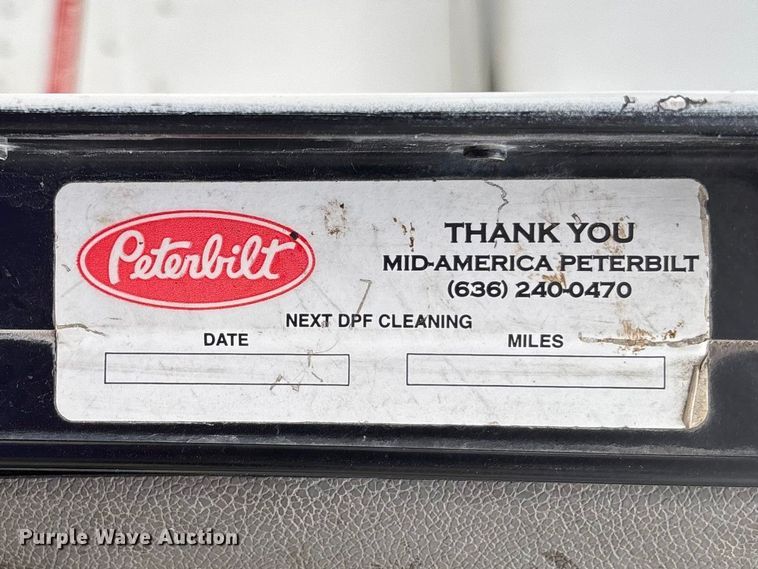 Peterbilt
THANK YOU
MID-AMERICA PETERBILT
(636) 240-0470
NEXT DPF CLEANING
DATE
MILES
Purple Wave Auction